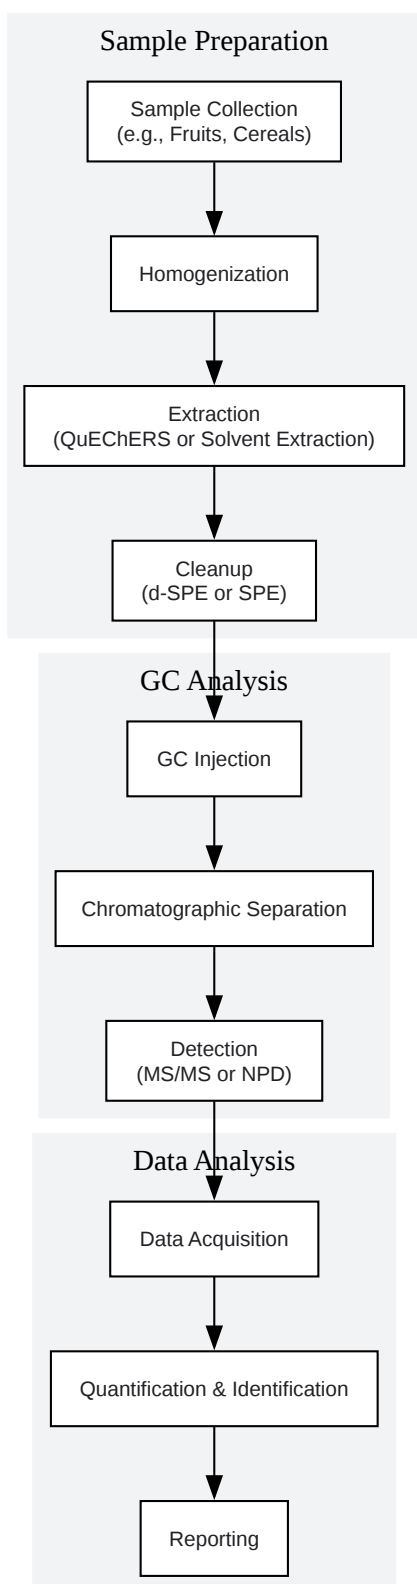 Sample Preparation
Sample Collection
(e.g., Fruits, Cereals)
Homogenization
Extraction
(QuEChERS or Solvent Extraction)
Cleanup
(d-SPE or SPE)
GC Analysis
GC Injection
Chromatographic Separation
Detection
(MS/MS or NPD)
Data Analysis
Data Acquisition
Quantification & Identification
Reporting